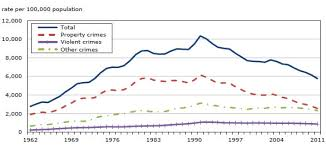 rate per 100,000 population
12,000
Total
Property crimes
Violent crimes
Other crimes
10,000
8,000
6,000
4,000
2,000
0
1962 1969 1976 1983 1990 1997 2004 2011